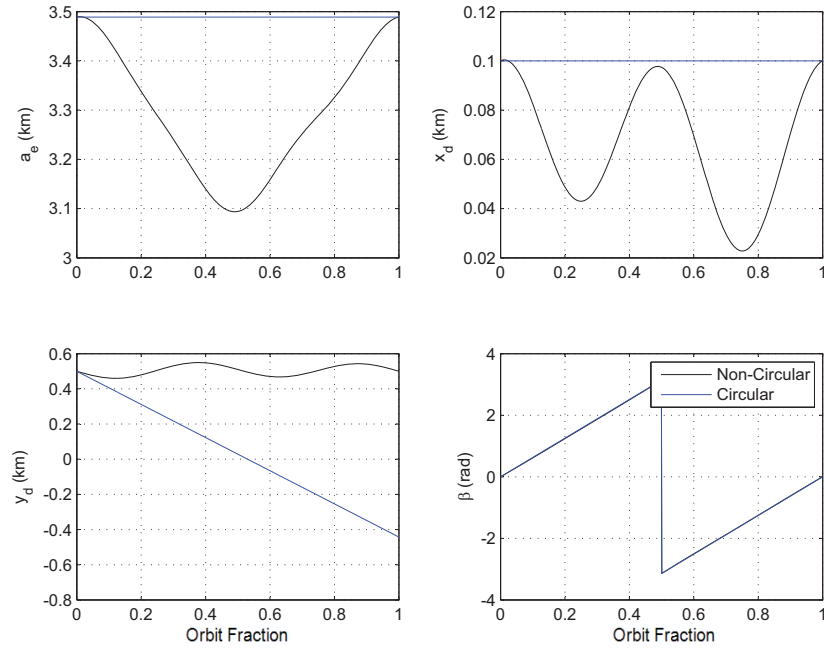 3.5
3.4
3.3
3.2
3.1
3
a_e (km)
0 0.2 0.4 0.6 0.8 1
0.12
0.1
0.08
0.06
0.04
0.02
x_d (km)
0 0.2 0.4 0.6 0.8 1
0.6
0.4
0.2
0
-0.2
-0.4
-0.6
-0.8
y_d (km)
0 0.2 0.4 0.6 0.8 1
Orbit Fraction
4
2
0
-2
-4
β (rad)
Non-Circular
Circular
0 0.2 0.4 0.6 0.8 1
Orbit Fraction